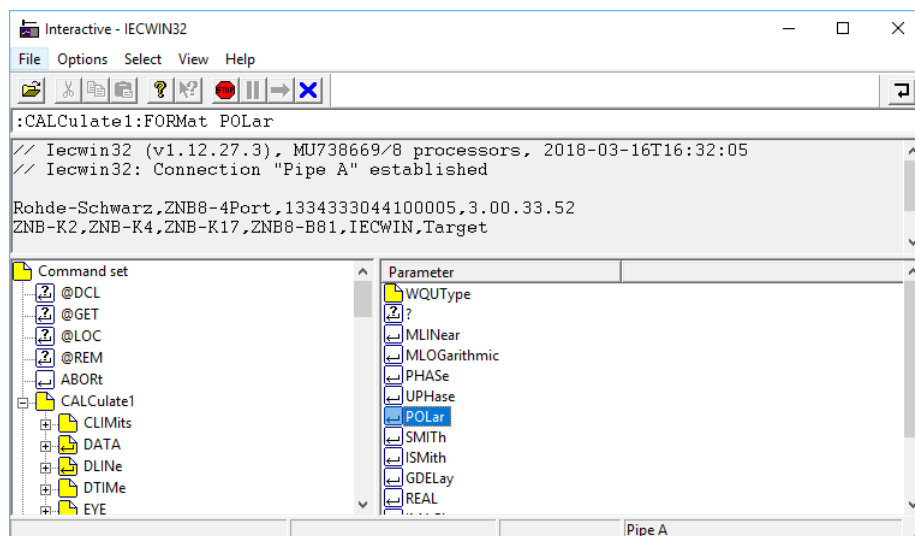 Interactive - IECWIN32
File Options Select View Help
STOP
:CALCulate1:FORMat POLar
// Iecwin32 (v1.12.27.3), MU738669/8 processors, 2018-03-16T16:32:05
// Iecwin32: Connection "Pipe A" established
Rohde-Schwarz,ZNB8-4Port,1334333044100005,3.00.33.52
ZNB-K2,ZNB-K4,ZNB-K17,ZNB8-B81,IECWIN,Target
Command set
@DCL
@GET
@LOC
@REM
ABORt
CALCulate1
CLIMits
DATA
DLINe
DTIMe
EYE
Parameter
WQUType
?
MLINear
MLOGarithmic
PHASe
UPHase
POLar
SMITh
ISMith
GDELay
REAL
Pipe A